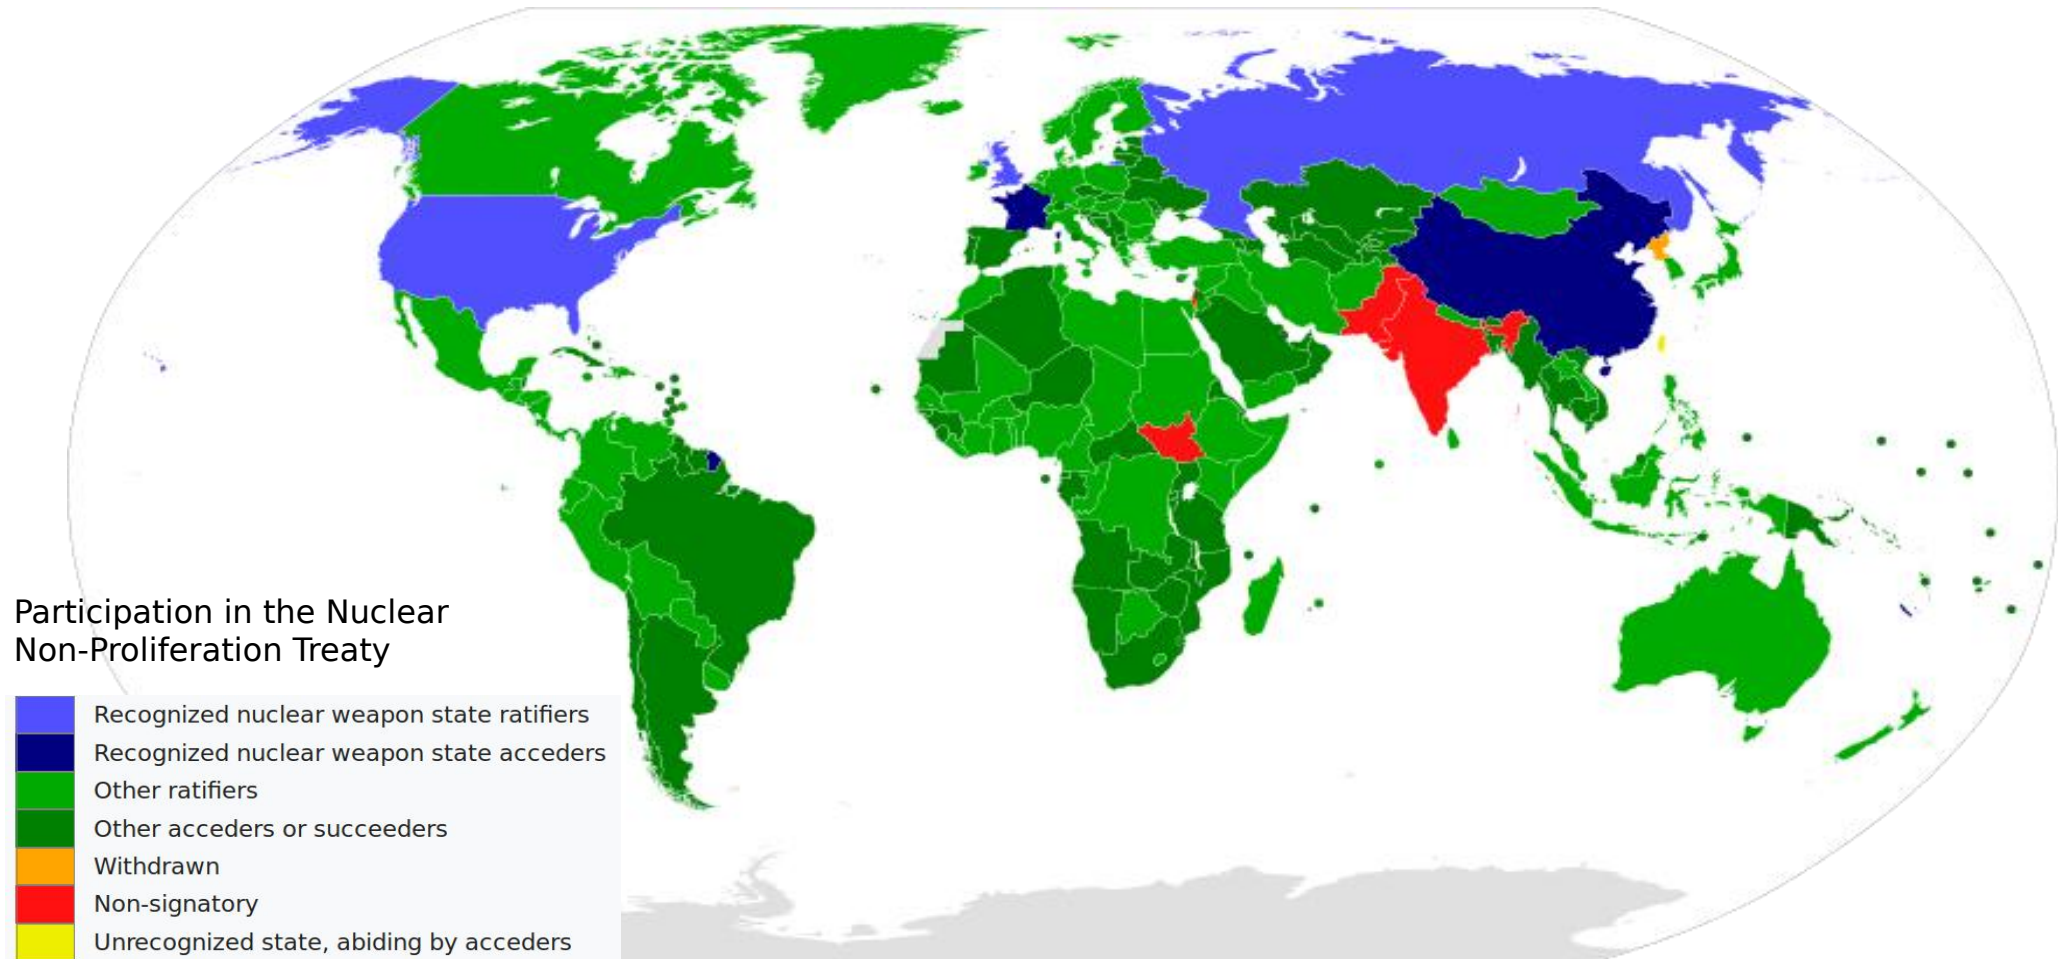 Participation in the Nuclear
Non-Proliferation Treaty
Recognized nuclear weapon state ratifiers
Recognized nuclear weapon state acceders
Other ratifiers
Other acceders or succeeders
Withdrawn
Non-signatory
Unrecognized state, abiding by acceders